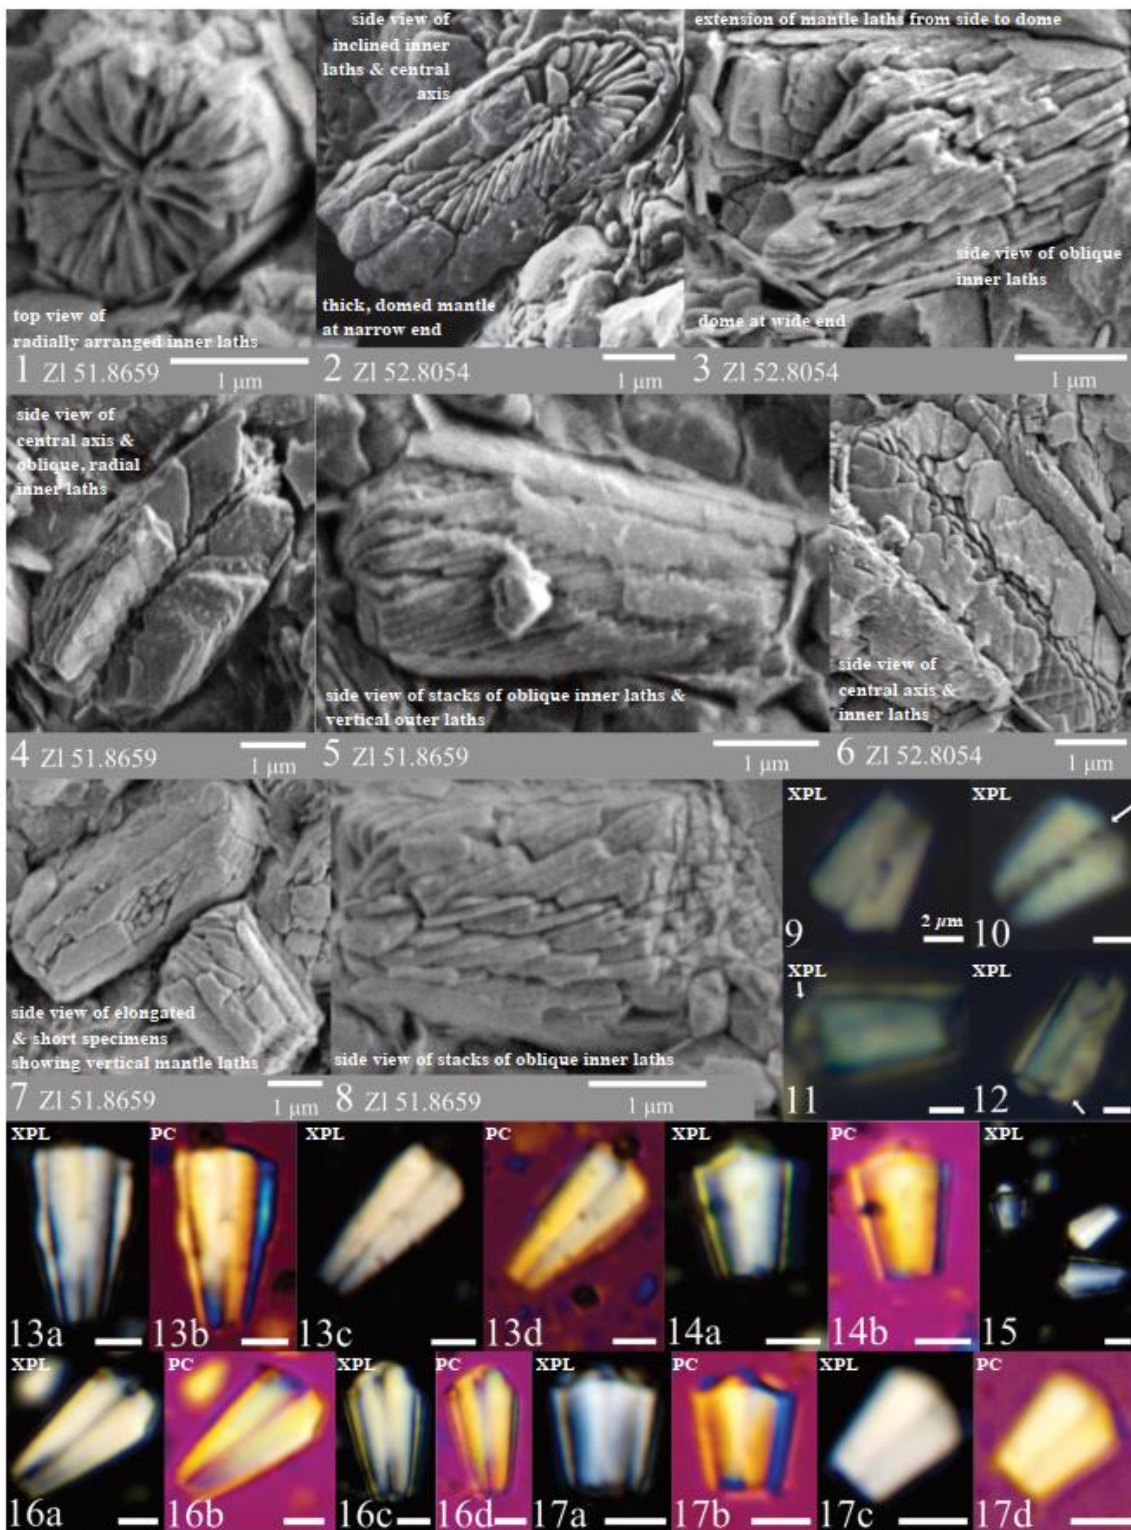 side view of
inclined inner
laths & central
axis
extension of mantle laths from side to dome
top view of
radially arranged inner laths
thick, domed mantle
at narrow end
side view of oblique
inner laths
dome at wide end
1 Zl 51.8659 1 μm
2 Zl 52.8054 1 μm
3 Zl 52.8054 1 μm
side view of
central axis &
oblique, radial
inner laths
side view of stacks of oblique inner laths &
vertical outer laths
side view of
central axis &
inner laths
4 Zl 51.8659 1 μm
5 Zl 51.8659 1 μm
6 Zl 52.8054 1 μm
side view of elongated
& short specimens
showing vertical mantle laths
side view of stacks of oblique inner laths
7 Zl 51.8659 1 μm
8 Zl 51.8659 1 μm
XPL
9
2 μm
XPL
10
XPL
11
XPL
12
XPL
13a
PC
13b
XPL
13c
PC
13d
XPL
14a
PC
14b
XPL
15
XPL
16a
PC
16b
XPL
16c
PC
16d
XPL
17a
PC
17b
XPL
17c
PC
17d